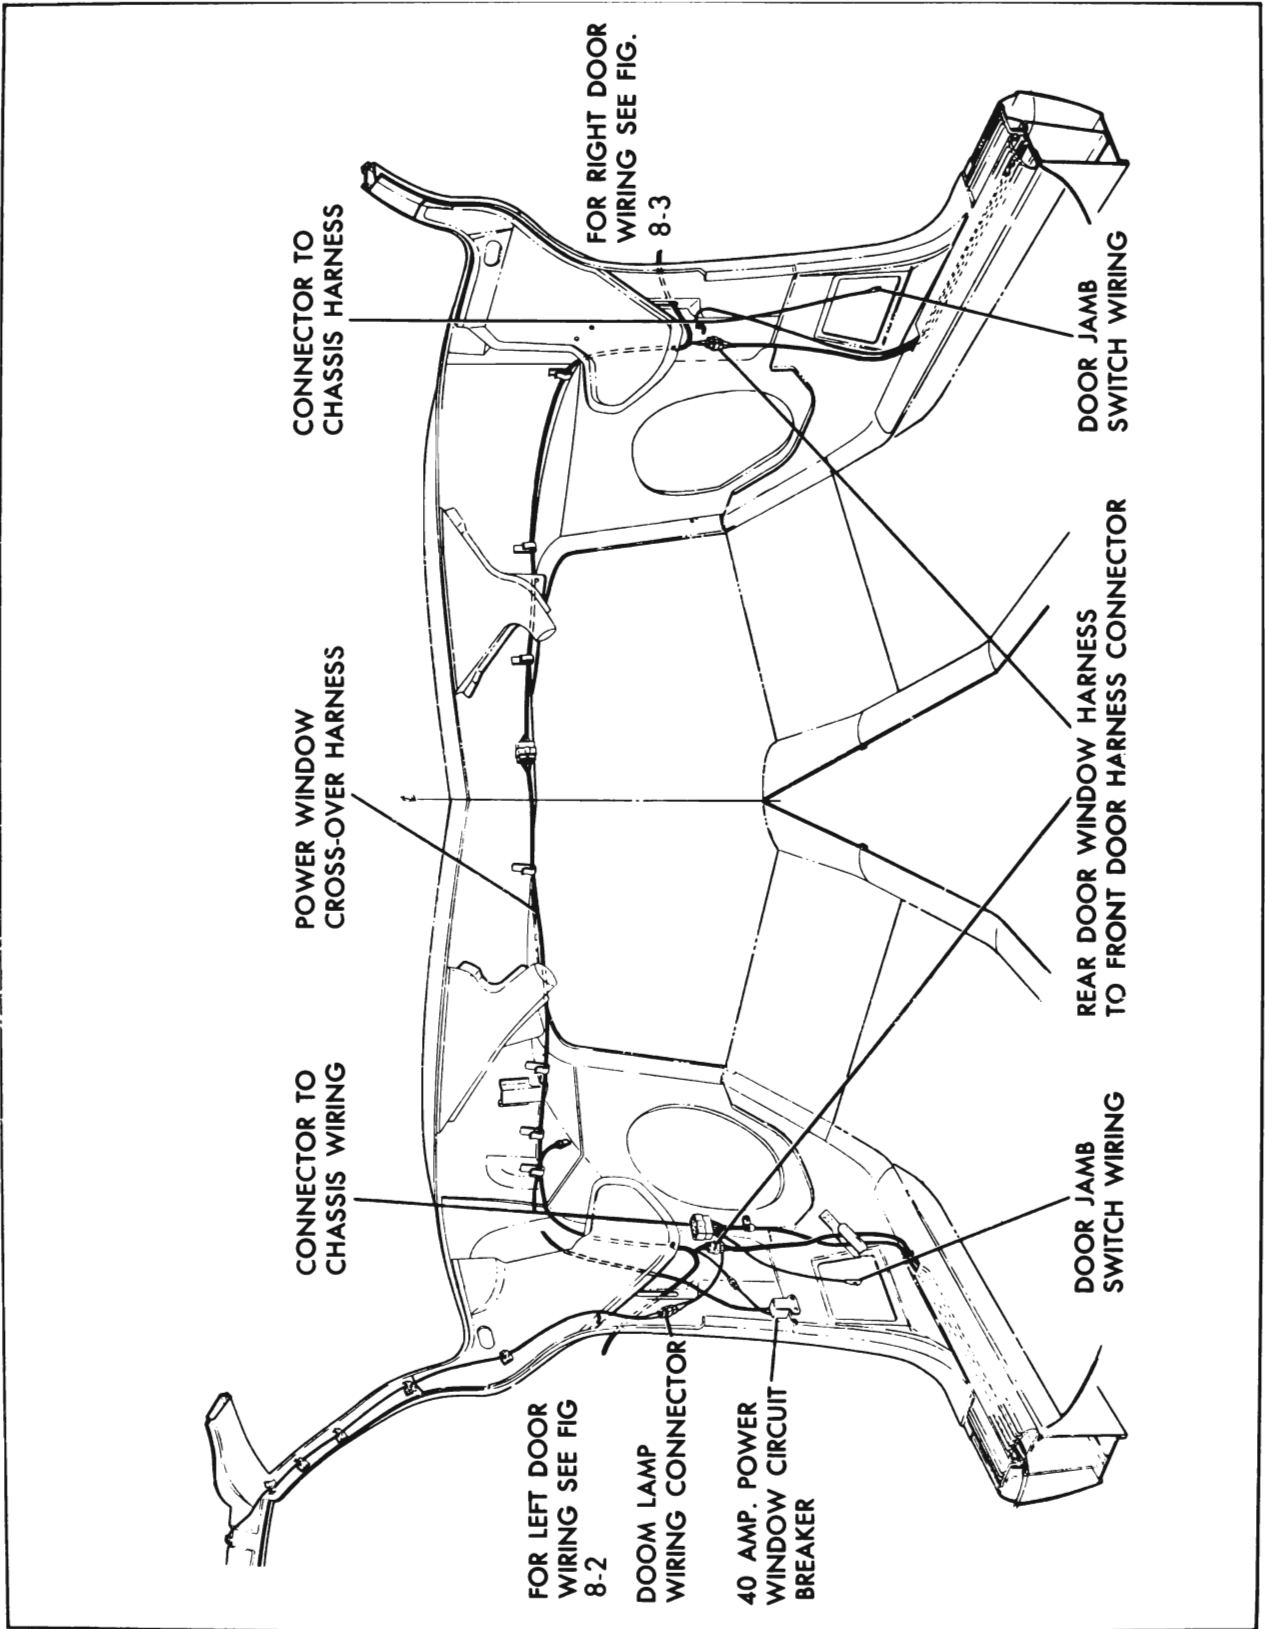 FOR LEFT DOOR
WIRING SEE FIG
8-2
DOOM LAMP
WIRING CONNECTOR
40 AMP. POWER
WINDOW CIRCUIT
BREAKER
CONNECTOR TO
CHASSIS WIRING
DOOR JAMB
SWITCH WIRING
POWER WINDOW
CROSS-OVER HARNESS
REAR DOOR WINDOW HARNESS
TO FRONT DOOR HARNESS CONNECTOR
CONNECTOR TO
CHASSIS HARNESS
FOR RIGHT DOOR
WIRING SEE FIG.
8-3
DOOR JAMB
SWITCH WIRING